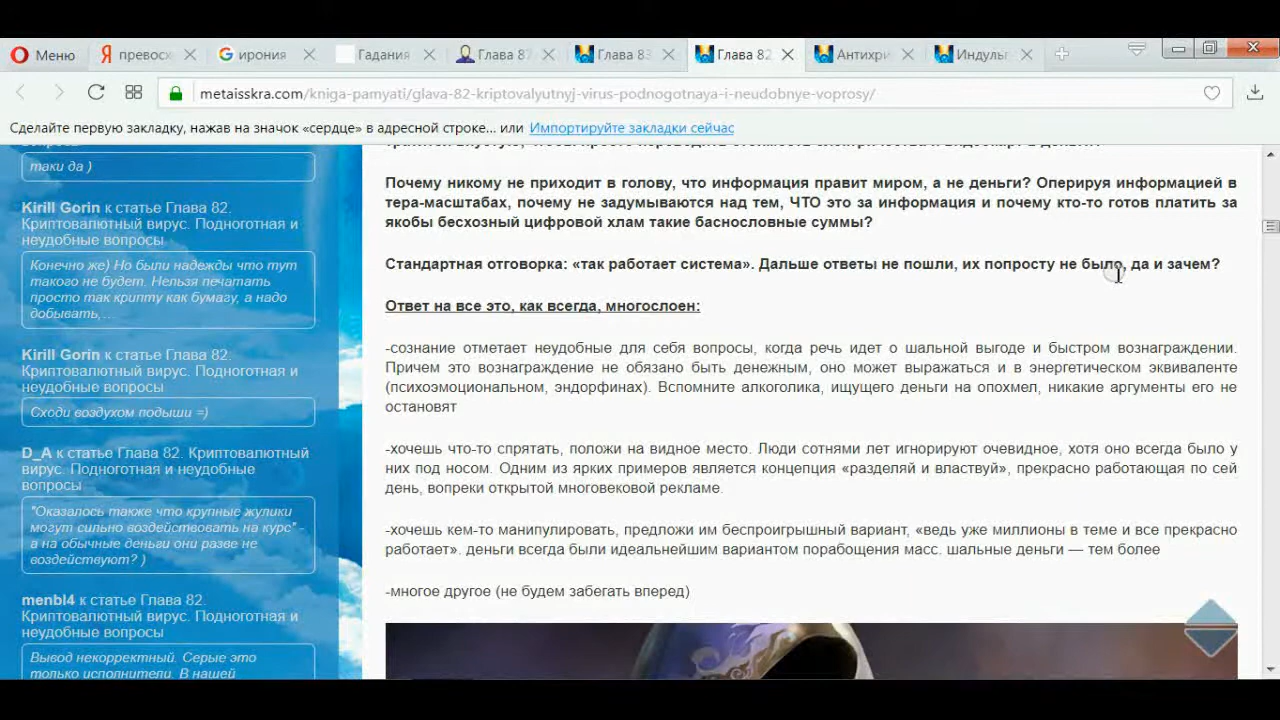 Меню
превосх
ирония
Гадания
Глава 87
Глава 83
Глава 82
Антихри
Индульг
metaisskra.com/kniga-pamyati/glava-82-kriptovalyutnyj-virus-podnogotnaya-i-neudobnye-voprosy/
Сделайте первую закладку, нажав на значок «сердце» в адресной строке... или Импортируйте закладки сейчас
таки да )
Kirill Gorin к статье Глава 82.
Криптовалютный вирус. Подноготная и
неудобные вопросы
Конечно же) Но были надежды что тут
такого не будет. Нельзя печатать
просто так крипту как бумагу, а надо
добывать,...
Kirill Gorin к статье Глава 82.
Криптовалютный вирус. Подноготная и
неудобные вопросы
Сходи воздухом подыши =)
D_A к статье Глава 82. Криптовалютный
вирус. Подноготная и неудобные
вопросы
"Оказалось также что крупные жулики
могут сильно воздействовать на курс" -
а на обычные деньги они разве не
воздействуют? )
menbl4 к статье Глава 82.
Криптовалютный вирус. Подноготная и
неудобные вопросы
Вывод некорректный. Серые это
только исполнители. В нашей
Почему никому не приходит в голову, что информация правит миром, а не деньги? Оперируя информацией в
тера-масштабах, почему не задумываются над тем, ЧТО это за информация и почему кто-то готов платить за
якобы бесхозный цифровой хлам такие баснословные суммы?
Стандартная отговорка: «так работает система». Дальше ответы не пошли, их попросту не было, да и зачем?
Ответ на все это, как всегда, многослоен:
-сознание отметает неудобные для себя вопросы, когда речь идет о шальной выгоде и быстром вознаграждении.
Причем это вознаграждение не обязано быть денежным, оно может выражаться и в энергетическом эквиваленте
(психоэмоциональном, эндорфинах). Вспомните алкоголика, ищущего деньги на опохмел, никакие аргументы его не
остановят
-хочешь что-то спрятать, положи на видное место. Люди сотнями лет игнорируют очевидное, хотя оно всегда было у
них под носом. Одним из ярких примеров является концепция «разделяй и властвуй», прекрасно работающая по сей
день, вопреки открытой многовековой рекламе.
-хочешь кем-то манипулировать, предложи им беспроигрышный вариант, «ведь уже миллионы в теме и все прекрасно
работает». деньги всегда были идеальнейшим вариантом порабощения масс. шальные деньги — тем более
-многое другое (не будем забегать вперед)